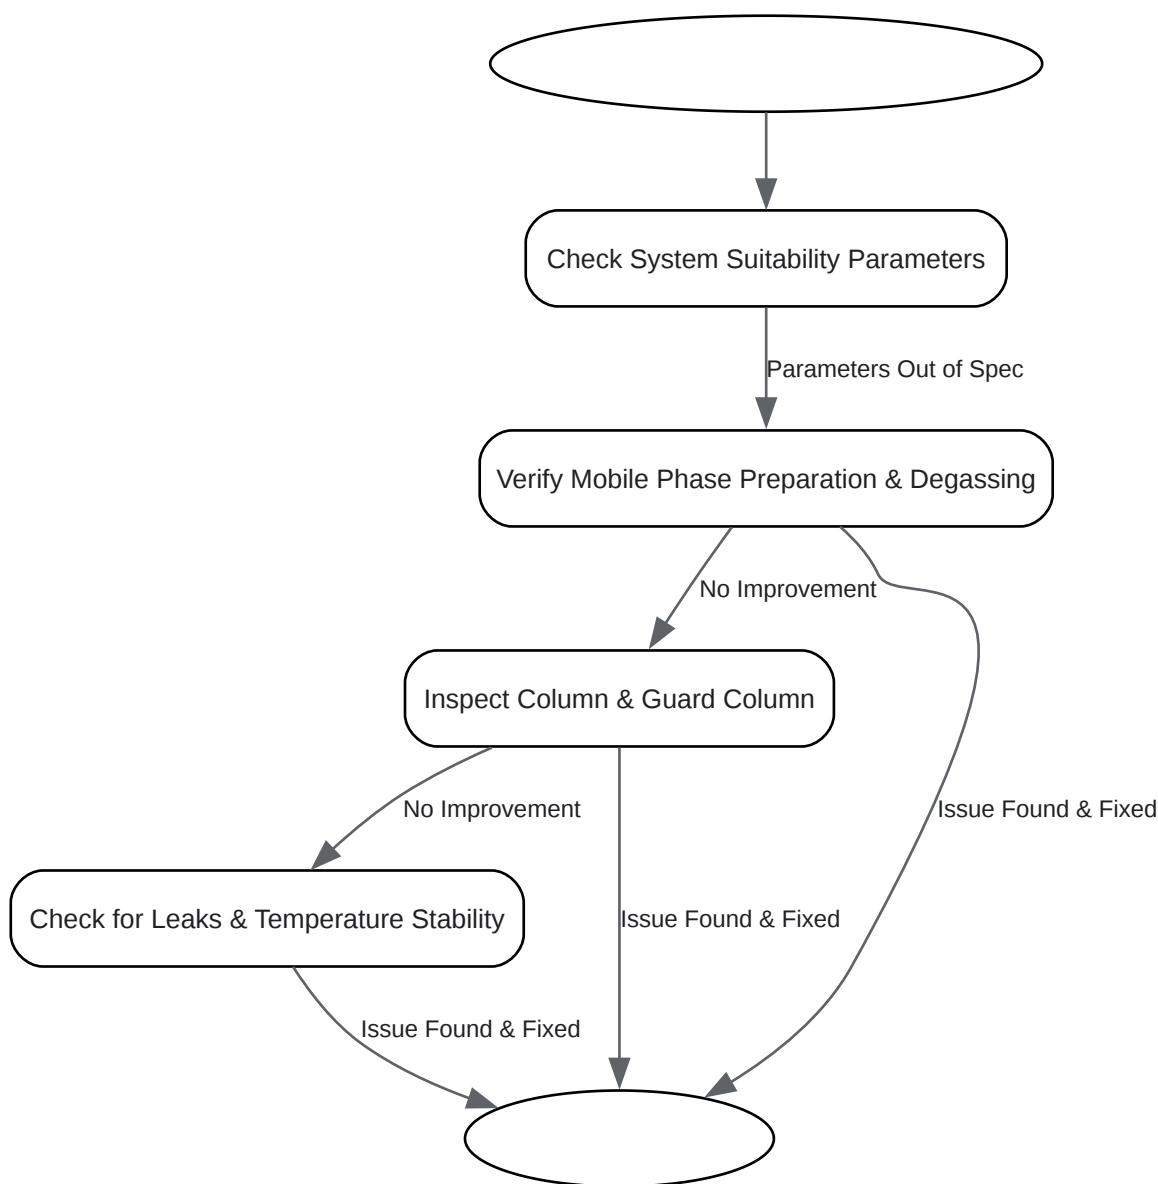 Check System Suitability Parameters
Parameters Out of Spec
Verify Mobile Phase Preparation & Degassing
No Improvement
Inspect Column & Guard Column
No Improvement
Issue Found & Fixed
Check for Leaks & Temperature Stability
Issue Found & Fixed
Issue Found & Fixed